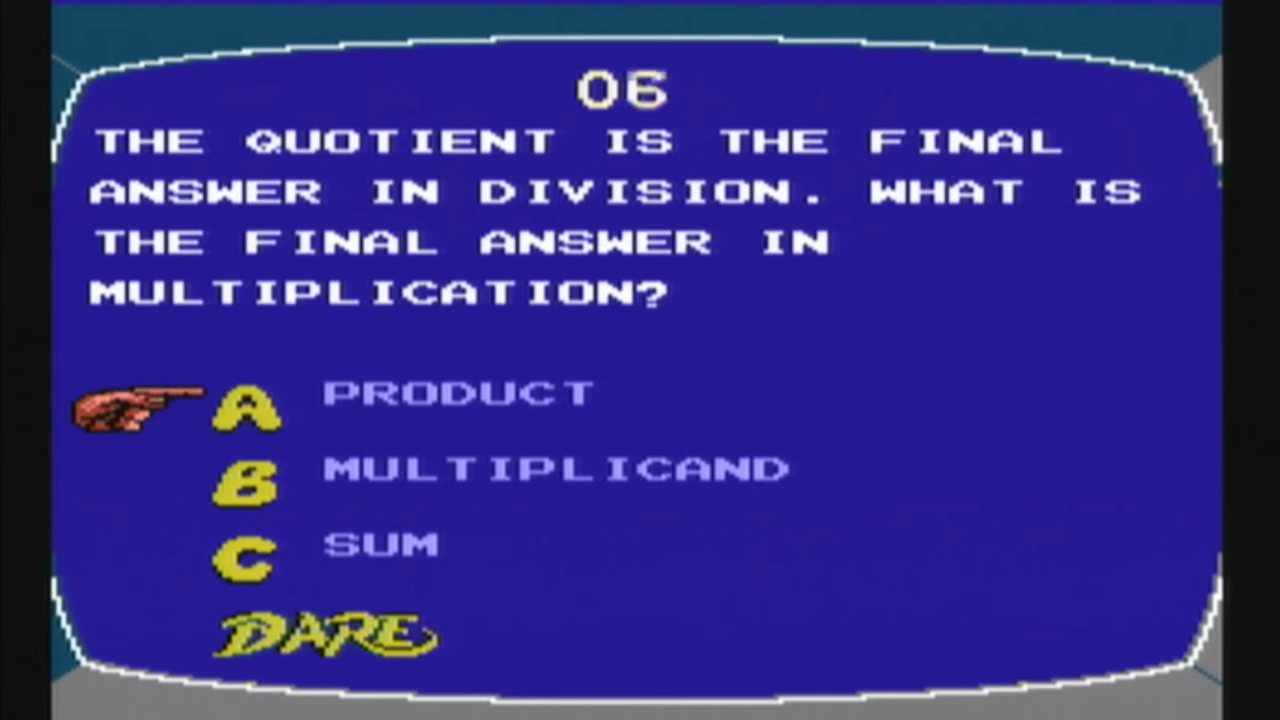 06
THE QUOTIENT IS THE FINAL
ANSWER IN DIVISION. WHAT IS
THE FINAL ANSWER IN
MULTIPLICATION?
A PRODUCT
B MULTIPLICAND
C SUM
DARE